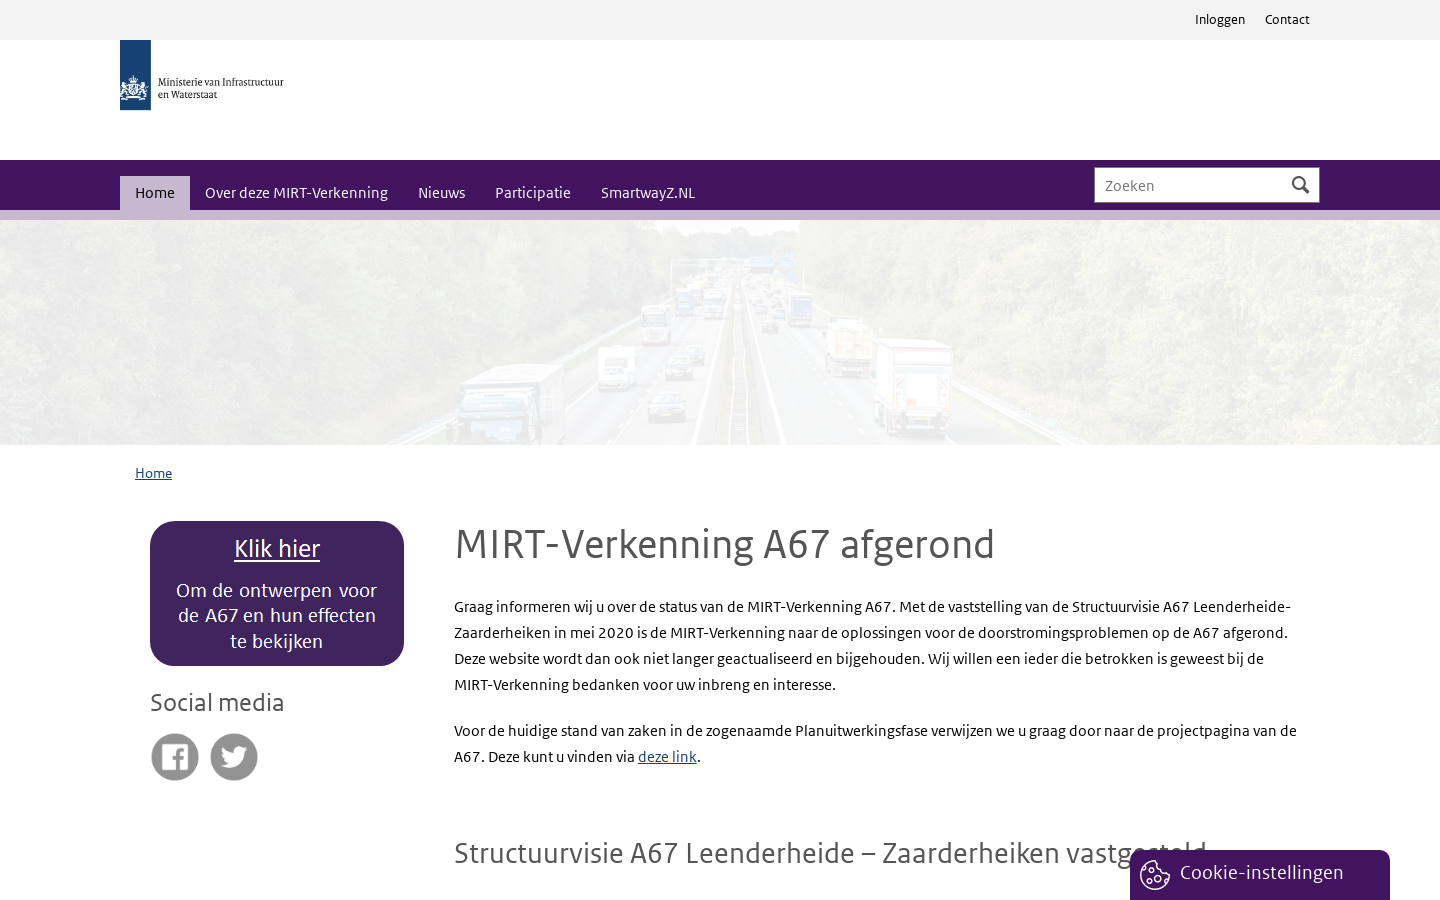 Inloggen Contact
Ministerie van Infrastructuur
en Waterstaat
Home Over deze MIRT-Verkenning Nieuws Participatie SmartwayZ.NL Zoeken
Home
Klik hier
Om de ontwerpen voor
de A67 en hun effecten
te bekijken
Social media
MIRT-Verkenning A67 afgerond
Graag informeren wij u over de status van de MIRT-Verkenning A67. Met de vaststelling van de Structuurvisie A67 Leenderheide-
Zaarderheiken in mei 2020 is de MIRT-Verkenning naar de oplossingen voor de doorstromingsproblemen op de A67 afgerond.
Deze website wordt dan ook niet langer geactualiseerd en bijgehouden. Wij willen een ieder die betrokken is geweest bij de
MIRT-Verkenning bedanken voor uw inbreng en interesse.
Voor de huidige stand van zaken in de zogenaamde Planuitwerkingsfase verwijzen we u graag door naar de projectpagina van de
A67. Deze kunt u vinden via deze link.
Structuurvisie A67 Leenderheide – Zaarderheiken vastgesteld
Cookie-instellingen